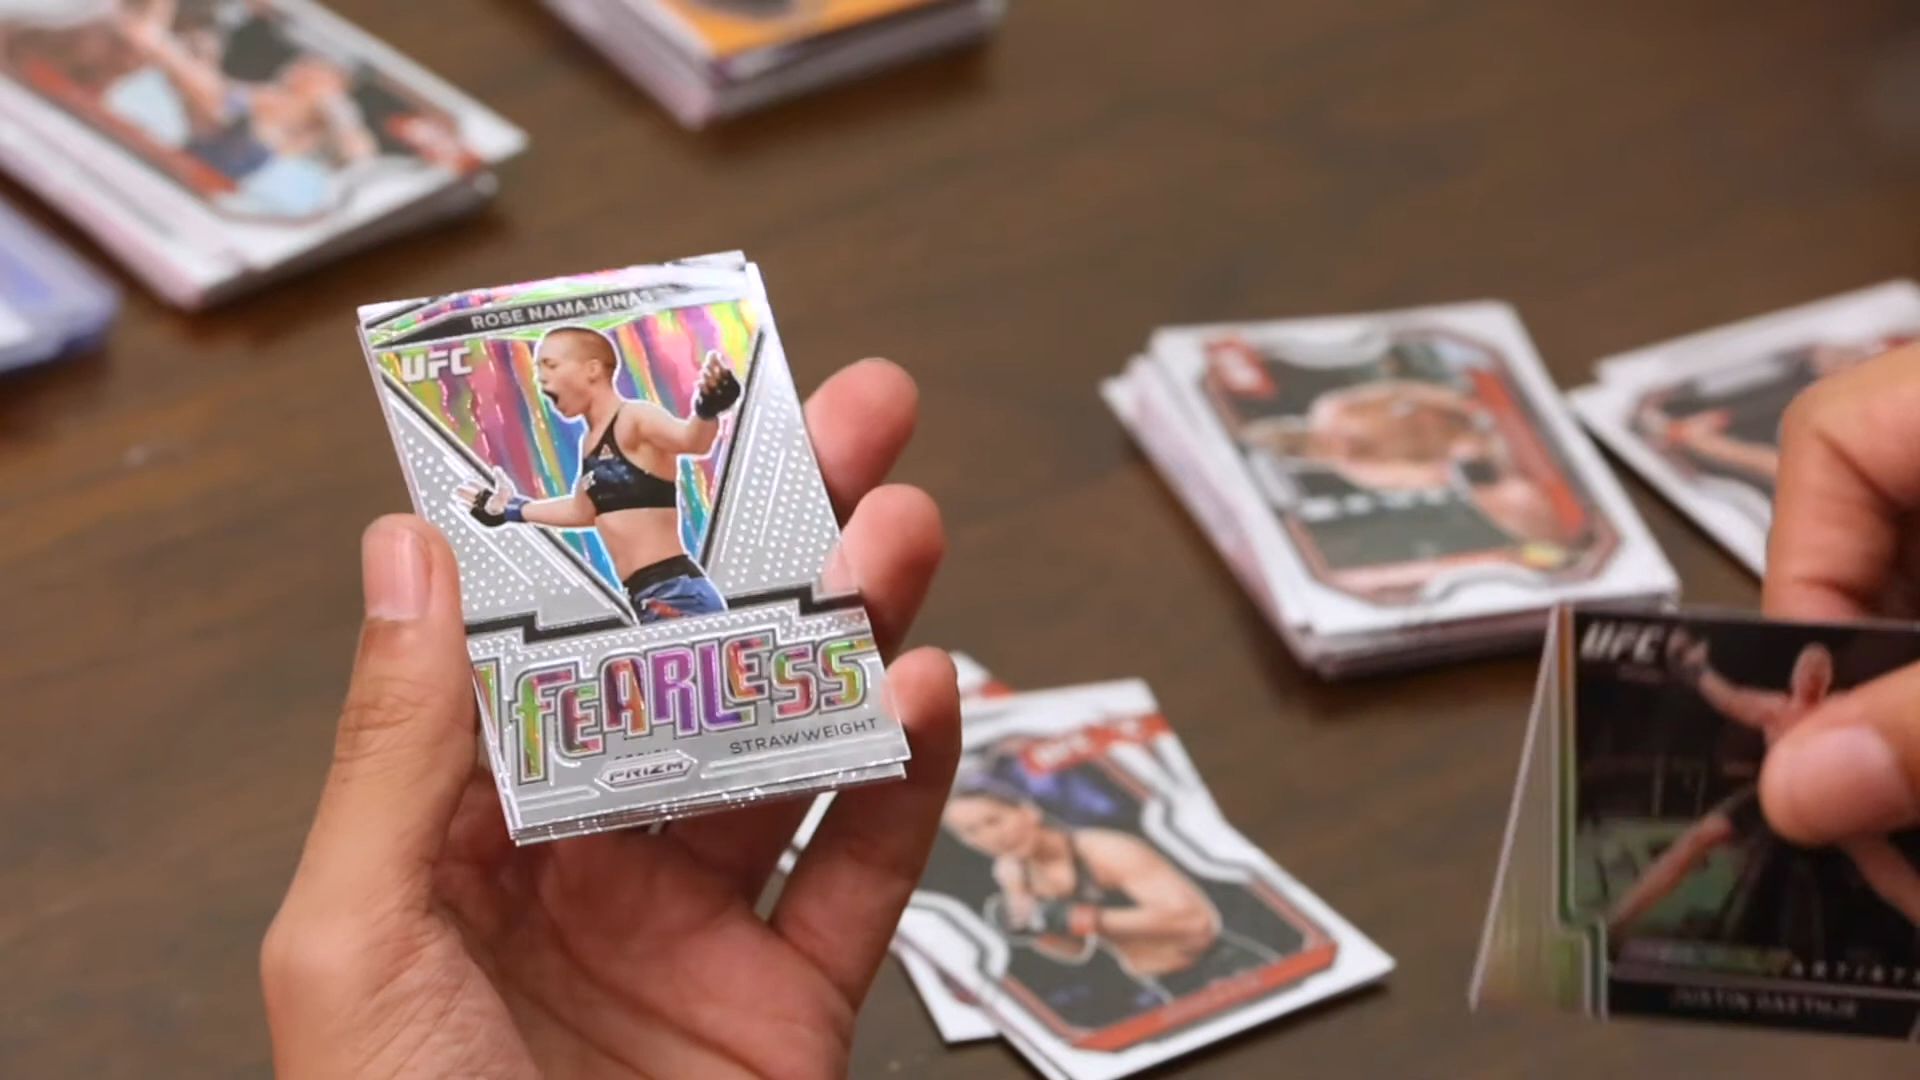 ROSE NAMAJUNAS
UFC
FEARLESS
STRAWWEIGHT
PRIZM
UFC
JUSTIN GAETHJE